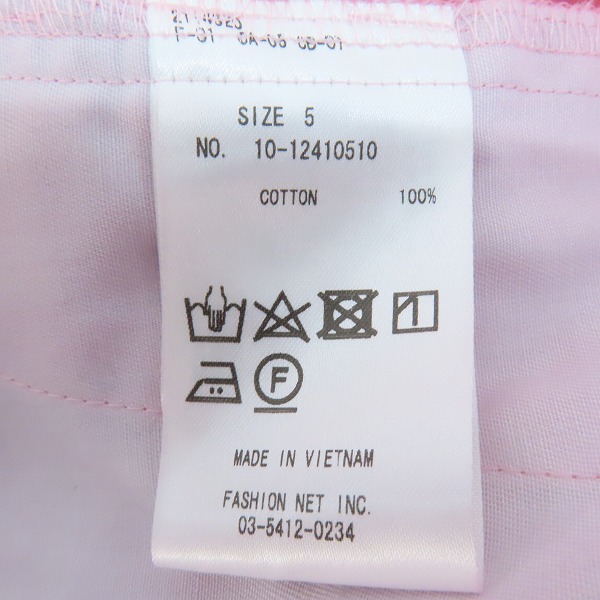 SIZE 5
NO. 10-12410510
COTTON 100%
F
MADE IN VIETNAM
FASHION NET INC.
03-5412-0234